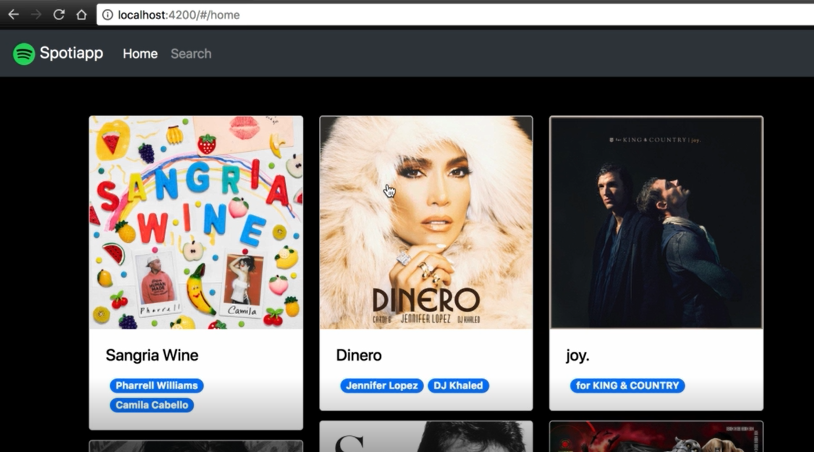 localhost:4200/#/home
Spotiapp Home Search
SANGRIA
WINE
Pharrell Camila
DINERO
CARDI B JENNIFER LOPEZ DJ KHALED
for KING & COUNTRY | joy.
Sangria Wine
Pharrell Williams
Camila Cabello
Dinero
Jennifer Lopez DJ Khaled
joy.
for KING & COUNTRY
S